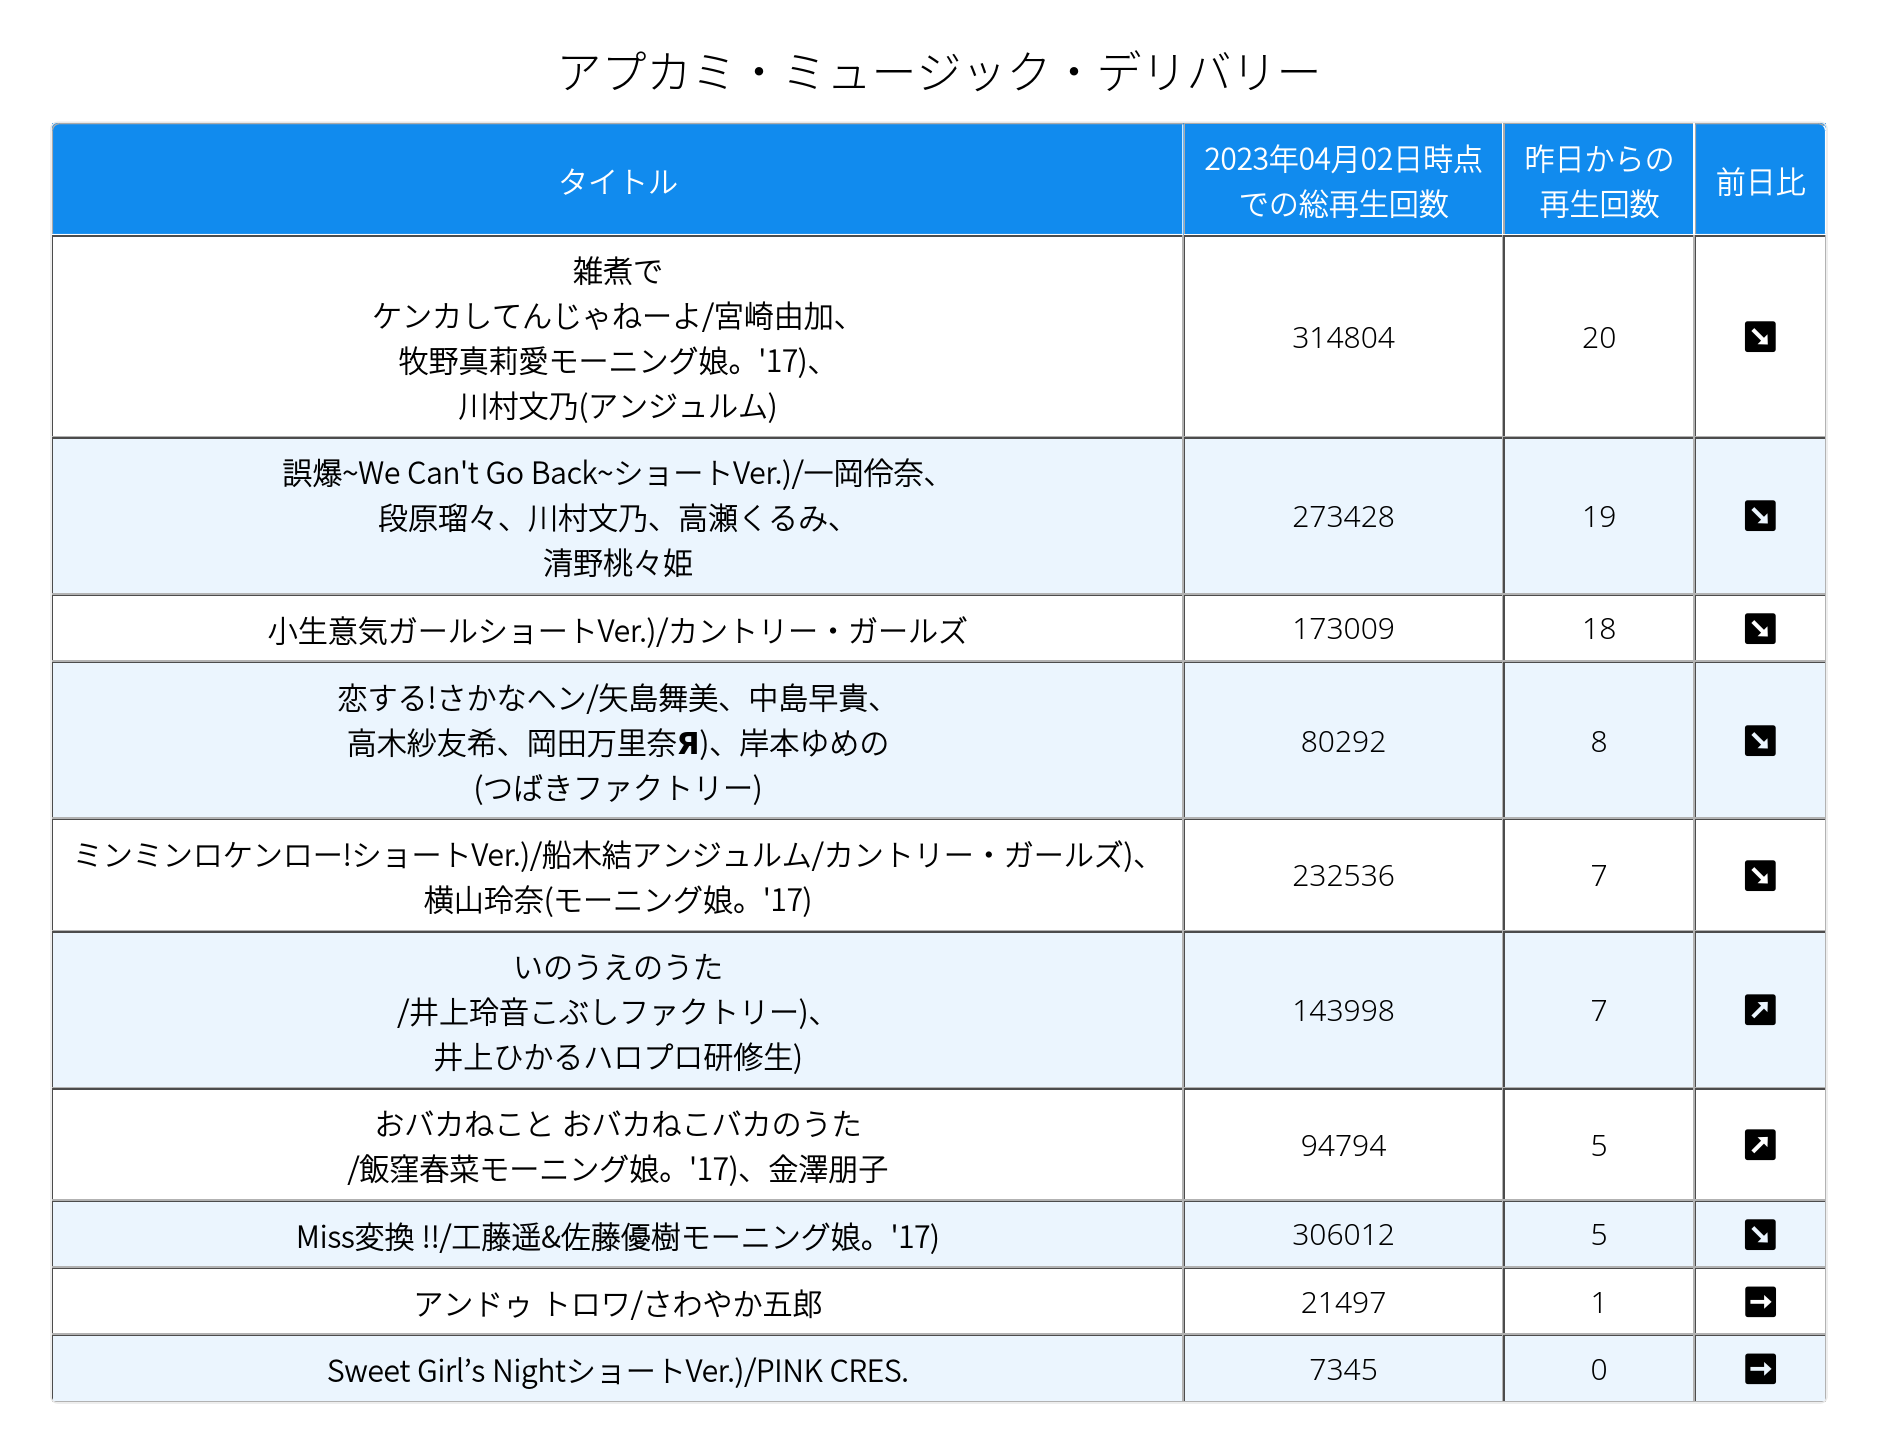 アプカミ・ミュージック・デリバリー
タイトル
2023年04月02日時点
での総再生回数
昨日からの
再生回数
前日比
雑煮で
ケンカしてんじゃねーよ/宮崎由加、
牧野真莉愛モーニング娘。'17)、
川村文乃(アンジュルム)
314804
20
誤爆~We Can't Go Back~ショートVer.)/一岡伶奈、
段原瑠々、川村文乃、高瀬くるみ、
清野桃々姫
273428
19
小生意気ガールショートVer.)/カントリー・ガールズ
173009
18
恋する!さかなヘン/矢島舞美、中島早貴、
高木紗友希、岡田万里奈Я)、岸本ゆめの
(つばきファクトリー)
80292
8
ミンミンロケンロー!ショートVer.)/船木結アンジュルム/カントリー・ガールズ)、
横山玲奈(モーニング娘。'17)
232536
7
いのうえのうた
/井上玲音こぶしファクトリー)、
井上ひかるハロプロ研修生)
143998
7
おバカねこと おバカねこバカのうた
/飯窪春菜モーニング娘。'17)、金澤朋子
94794
5
Miss変換 !!/工藤遥&佐藤優樹モーニング娘。'17)
306012
5
アンドゥ トロワ/さわやか五郎
21497
1
Sweet Girl’s NightショートVer.)/PINK CRES.
7345
0